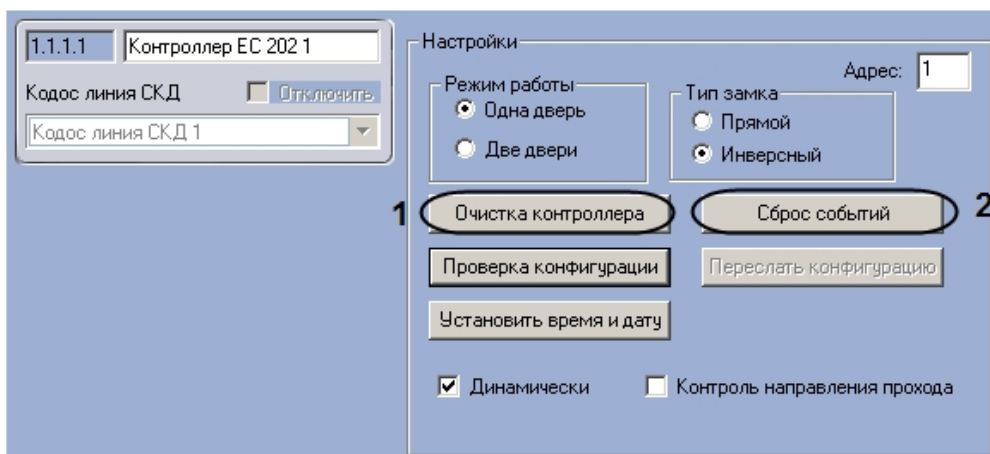 1.1.1.1 Контроллер ЕС 202 1
Кодос линия СКД Отключить
Кодос линия СКД 1
Настройки
Адрес: 1
Режим работы
Одна дверь
Две двери
Тип замка
Прямой
Инверсный
1 Очистка контроллера Сброс событий 2
Проверка конфигурации Переслать конфигурацию
Установить время и дату
Динамически Контроль направления прохода